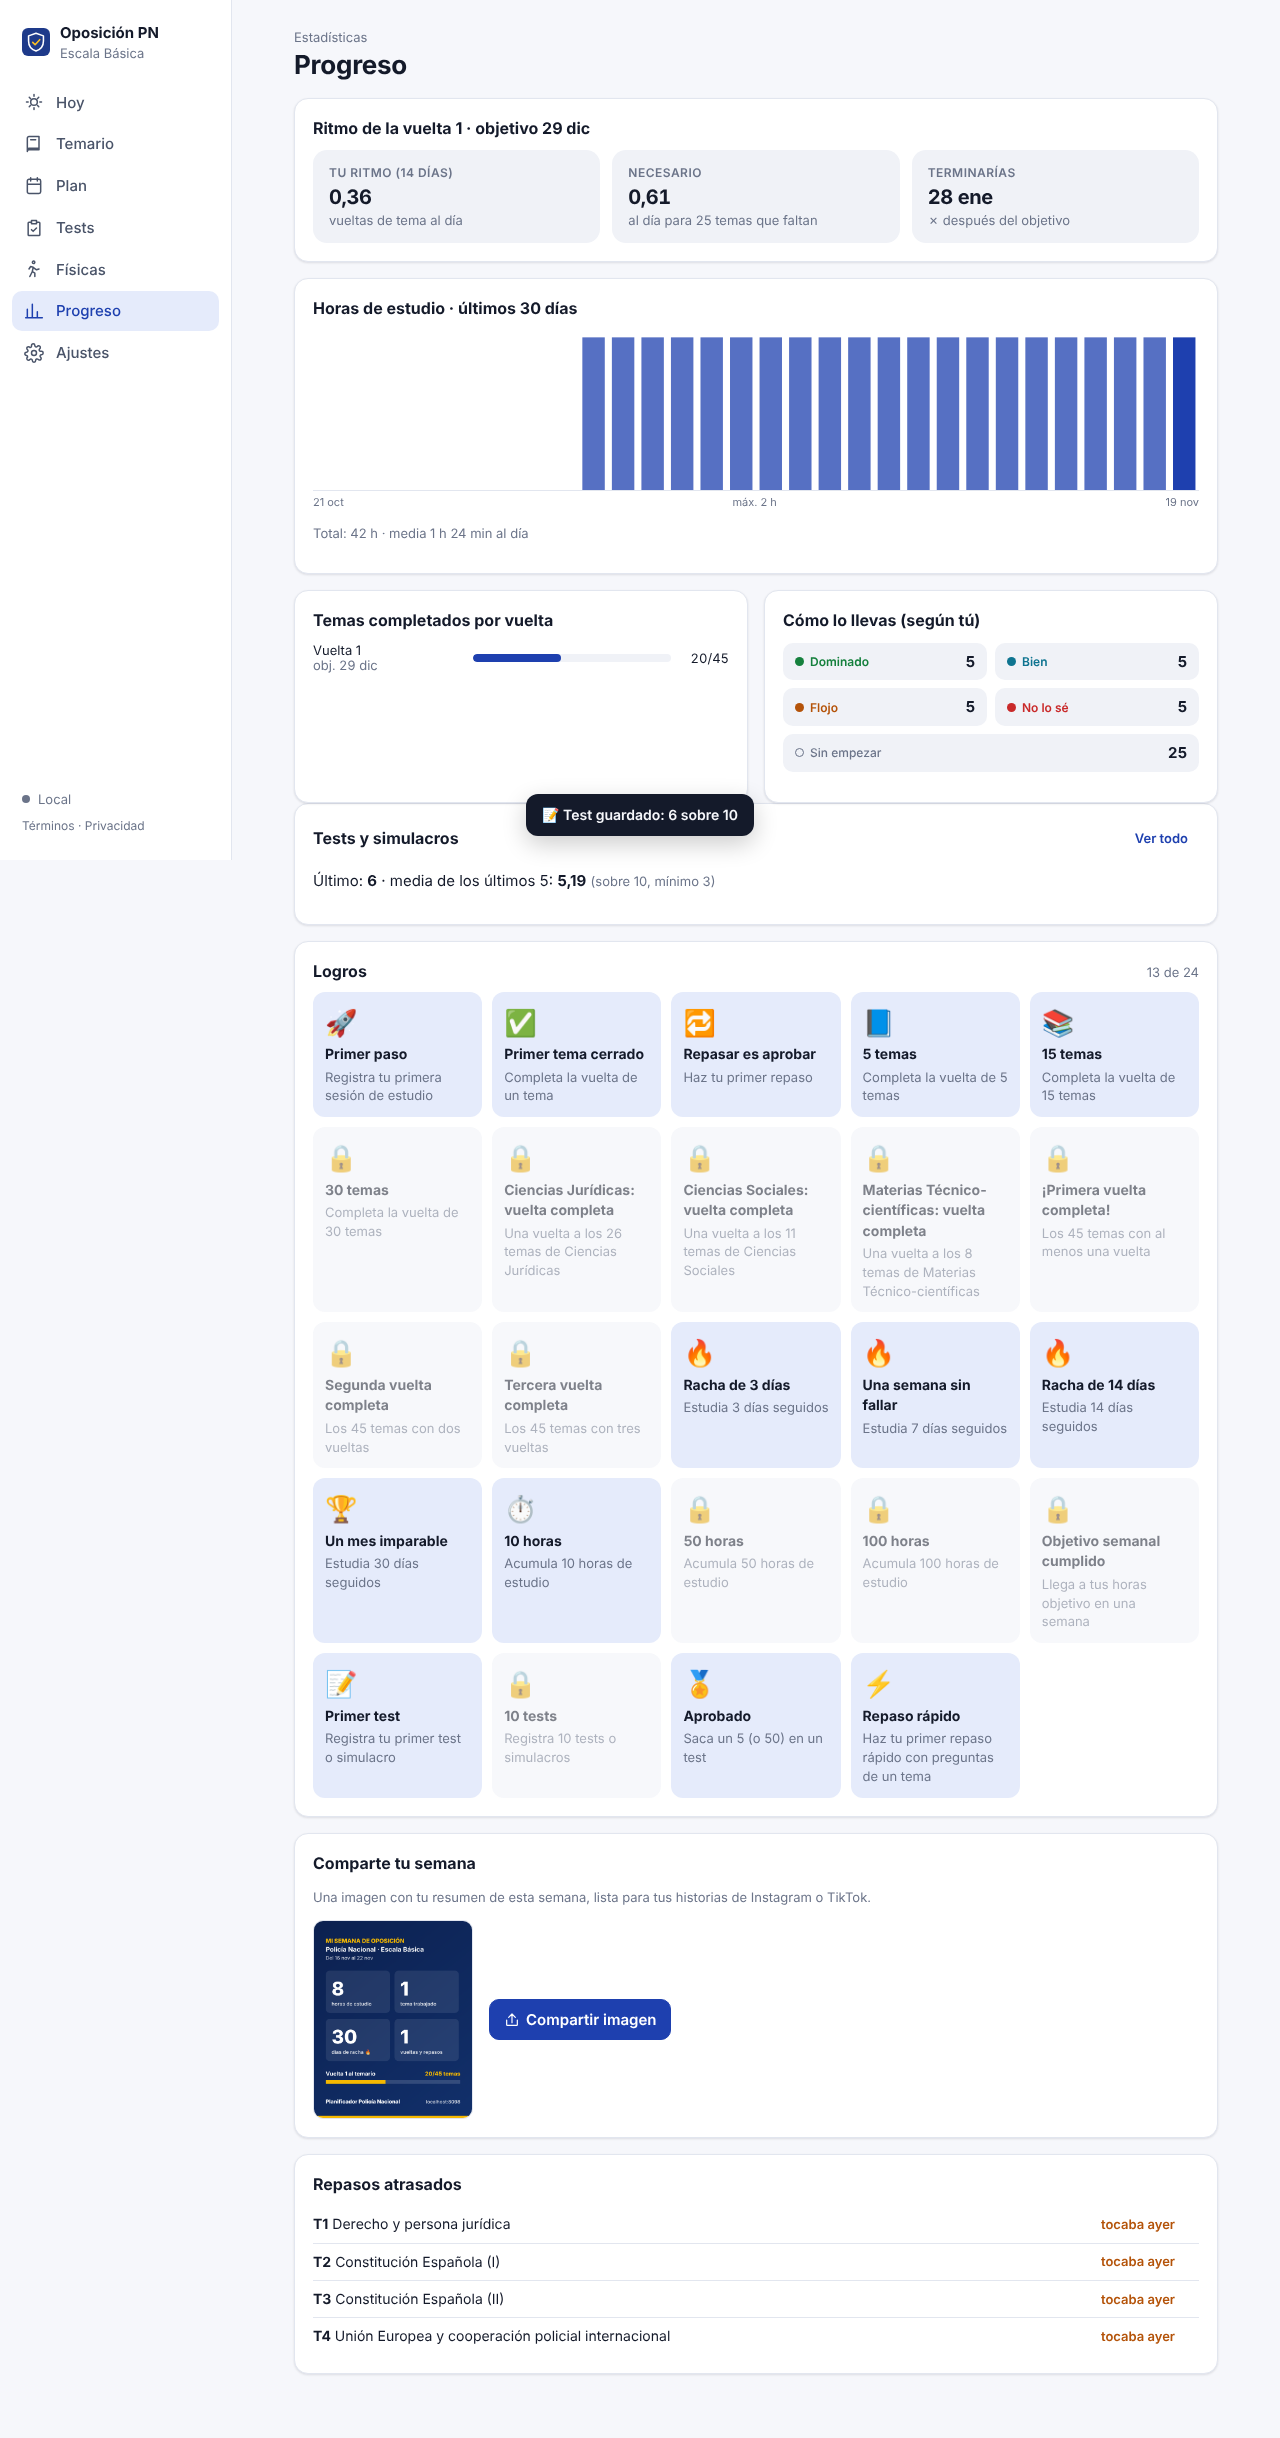 Oposición PN
Escala Básica
Hoy
Temario
Plan
Tests
Físicas
Progreso
Ajustes
Local
Términos · Privacidad
Estadísticas
Progreso
Ritmo de la vuelta 1 · objetivo 29 dic
TU RITMO (14 DÍAS)
0,36
vueltas de tema al día
NECESARIO
0,61
al día para 25 temas que faltan
TERMINARÍAS
28 ene
× después del objetivo
Horas de estudio · últimos 30 días
21 oct
máx. 2 h
19 nov
Total: 42 h · media 1 h 24 min al día
Temas completados por vuelta
Vuelta 1
obj. 29 dic
20/45
Cómo lo llevas (según tú)
Dominado 5
Bien 5
Flojo 5
No lo sé 5
Sin empezar 25
📝 Test guardado: 6 sobre 10
Tests y simulacros
Ver todo
Último: 6 · media de los últimos 5: 5,19 (sobre 10, mínimo 3)
Logros
13 de 24
Primer paso
Registra tu primera
sesión de estudio
Primer tema cerrado
Completa la vuelta de
un tema
Repasar es aprobar
Haz tu primer repaso
5 temas
Completa la vuelta de 5
temas
15 temas
Completa la vuelta de
15 temas
30 temas
Completa la vuelta de
30 temas
Ciencias Jurídicas:
vuelta completa
Una vuelta a los 26
temas de Ciencias
Jurídicas
Ciencias Sociales:
vuelta completa
Una vuelta a los 11
temas de Ciencias
Sociales
Materias Técnico-
científicas: vuelta
completa
Una vuelta a los 8
temas de Materias
Técnico-científicas
¡Primera vuelta
completa!
Los 45 temas con al
menos una vuelta
Segunda vuelta
completa
Los 45 temas con dos
vueltas
Tercera vuelta
completa
Los 45 temas con tres
vueltas
Racha de 3 días
Estudia 3 días seguidos
Una semana sin
fallar
Estudia 7 días seguidos
Racha de 14 días
Estudia 14 días
seguidos
Un mes imparable
Estudia 30 días
seguidos
10 horas
Acumula 10 horas de
estudio
50 horas
Acumula 50 horas de
estudio
100 horas
Acumula 100 horas de
estudio
Objetivo semanal
cumplido
Llega a tus horas
objetivo en una
semana
Primer test
Registra tu primer test
o simulacro
10 tests
Registra 10 tests o
simulacros
Aprobado
Saca un 5 (o 50) en un
test
Repaso rápido
Haz tu primer repaso
rápido con preguntas
de un tema
Comparte tu semana
Una imagen con tu resumen de esta semana, lista para tus historias de Instagram o TikTok.
MI SEMANA DE OPOSICIÓN
Policía Nacional · Escala Básica
Del 16 nov al 22 nov
8
horas de estudio
1
tema trabajado
30
días de racha 🔥
1
vueltas y repasos
Vuelta 1 al temario
20/45 temas
Planificador Policía Nacional
localhost:8098
Compartir imagen
Repasos atrasados
T1 Derecho y persona jurídica
tocaba ayer
T2 Constitución Española (I)
tocaba ayer
T3 Constitución Española (II)
tocaba ayer
T4 Unión Europea y cooperación policial internacional
tocaba ayer